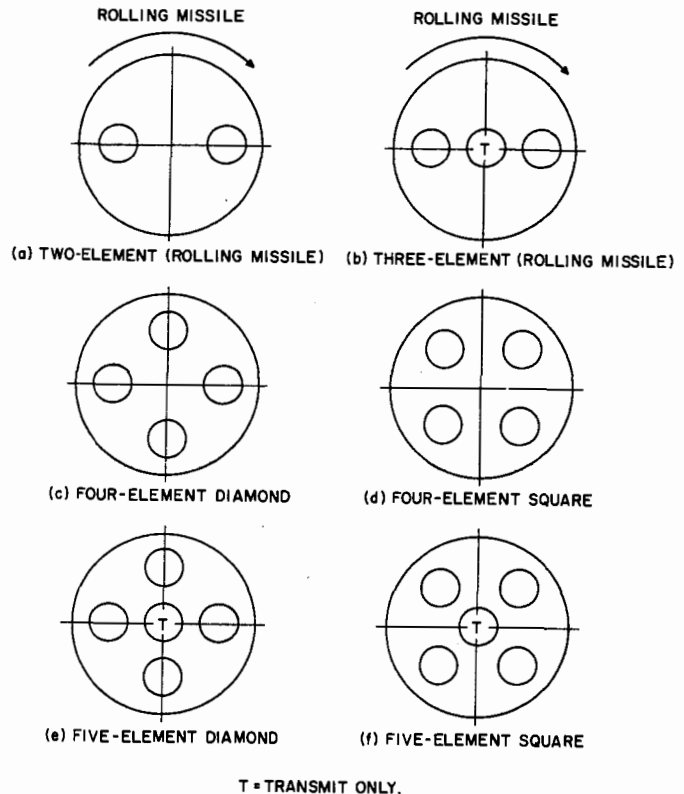 ROLLING MISSILE
ROLLING MISSILE
T
(a) TWO-ELEMENT (ROLLING MISSILE)
(b) THREE-ELEMENT (ROLLING MISSILE)
(c) FOUR-ELEMENT DIAMOND
(d) FOUR-ELEMENT SQUARE
T
T
(e) FIVE-ELEMENT DIAMOND
(f) FIVE-ELEMENT SQUARE
T = TRANSMIT ONLY.